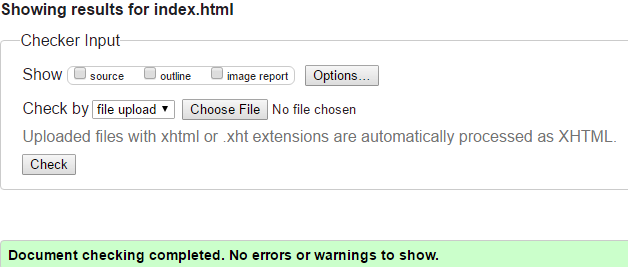 Showing results for index.html
Checker Input
Show source outline image report Options...
Check by file upload Choose File No file chosen
Uploaded files with xhtml or .xht extensions are automatically processed as XHTML.
Check
Document checking completed. No errors or warnings to show.